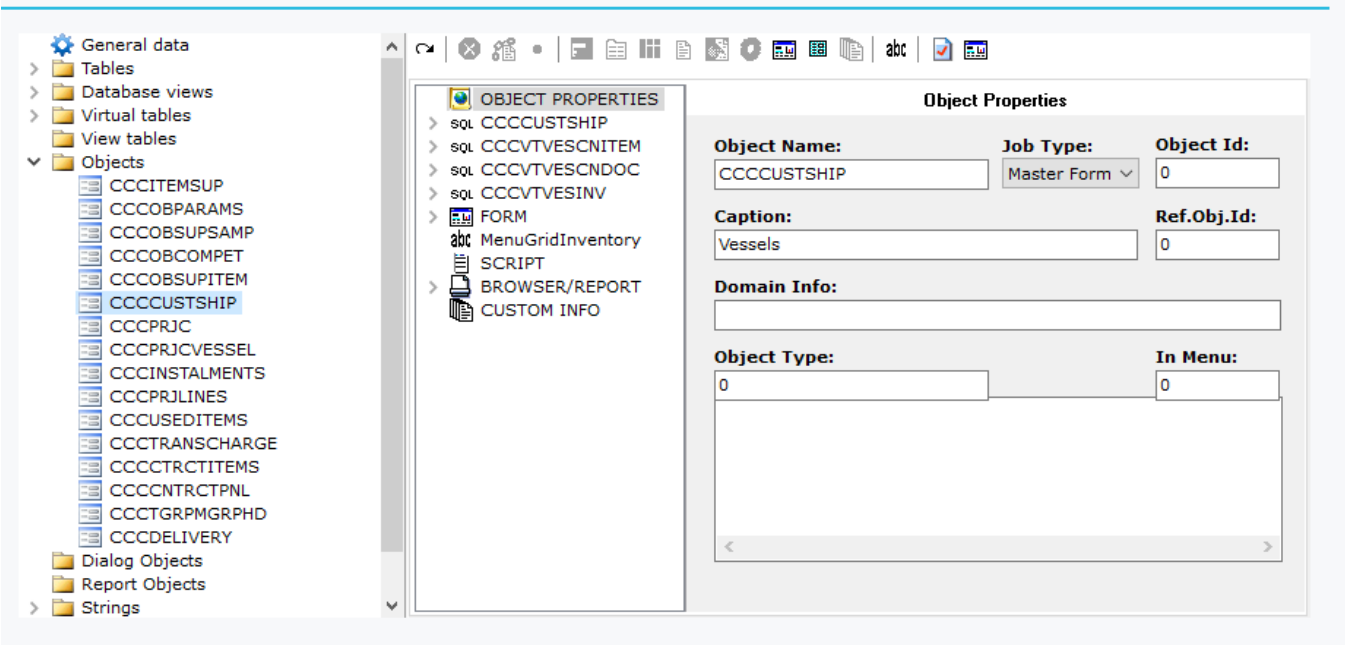 General data
Tables
Database views
Virtual tables
View tables
Objects
CCCITEMSUP
CCCOBPARAMS
CCCOBSUPSAMP
CCCOBCOMPET
CCCOBSUPITEM
CCCCUSTSHIP
CCCPRJC
CCCPRJCVESSEL
CCCINSTALMENTS
CCCPRJLINES
CCCUSEDITEMS
CCCTRANSCHARGE
CCCCTRCTITEMS
CCCCNTRCTPNL
CCCTGRPMGRPHD
CCCDELIVERY
Dialog Objects
Report Objects
Strings
abc
OBJECT PROPERTIES
SQL CCCCUSTSHIP
SQL CCCVTVESCNITEM
SQL CCCVTVESCNDOC
SQL CCCVTVESINV
FORM
abc MenuGridInventory
SCRIPT
BROWSER/REPORT
CUSTOM INFO
Object Properties
Object Name: Job Type: Object Id:
CCCCUSTSHIP Master Form 0
Caption: Ref.Obj.Id:
Vessels 0
Domain Info:
Object Type: In Menu:
0 0